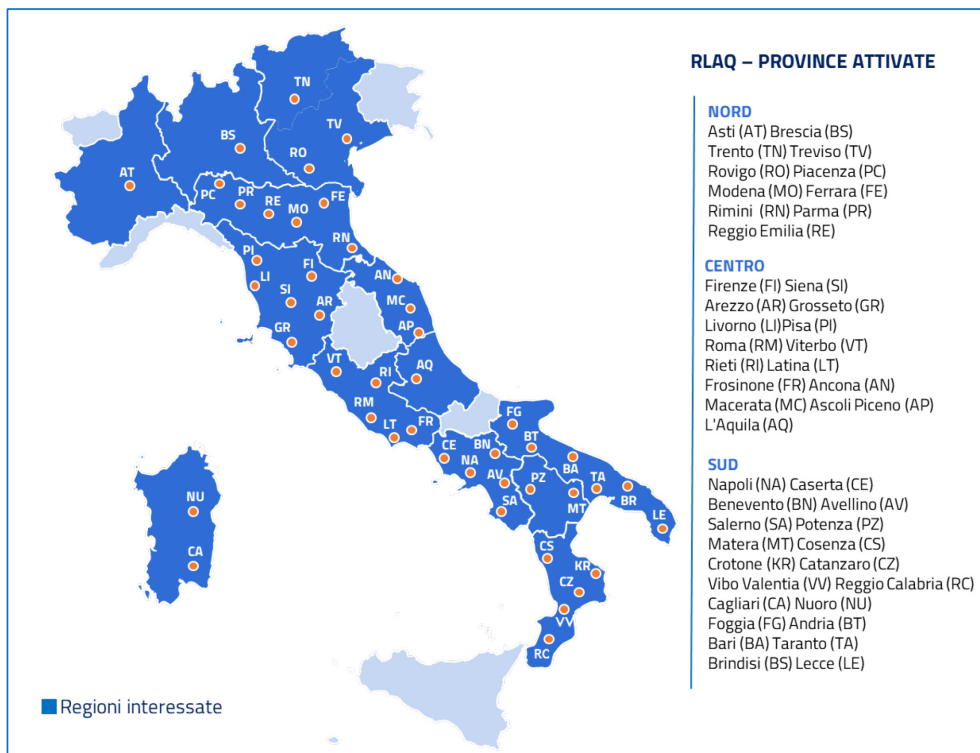 RLAQ – PROVINCE ATTIVATE
NORD
Asti (AT) Brescia (BS)
Trento (TN) Treviso (TV)
Rovigo (RO) Piacenza (PC)
Modena (MO) Ferrara (FE)
Rimini (RN) Parma (PR)
Reggio Emilia (RE)
CENTRO
Firenze (FI) Siena (SI)
Arezzo (AR) Grosseto (GR)
Livorno (LI)Pisa (PI)
Roma (RM) Viterbo (VT)
Rieti (RI) Latina (LT)
Frosinone (FR) Ancona (AN)
Macerata (MC) Ascoli Piceno (AP)
L'Aquila (AQ)
SUD
Napoli (NA) Caserta (CE)
Benevento (BN) Avellino (AV)
Salerno (SA) Potenza (PZ)
Matera (MT) Cosenza (CS)
Crotone (KR) Catanzaro (CZ)
Vibo Valentia (VV) Reggio Calabria (RC)
Cagliari (CA) Nuoro (NU)
Foggia (FG) Andria (BT)
Bari (BA) Taranto (TA)
Brindisi (BS) Lecce (LE)
TN
TV
BS
RO
AT
PC
PR
RE
MO
FE
RN
PI
FI
LI
SI
AR
GR
AN
MC
AP
VT
RI
AQ
RM
LT
FR
FG
CE
BN
BT
NA
AV
PZ
BA
TA
SA
MT
BR
LE
NU
CA
CS
KR
CZ
VV
RC
Regioni interessate